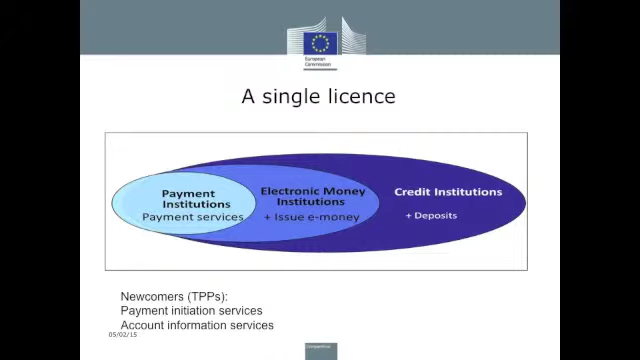 European
Commission
A single licence
Payment
Institutions
Payment services
Electronic Money
Institutions
+ Issue e-money
Credit Institutions
+ Deposits
Newcomers (TPPs):
Payment initiation services
Account information services
05/02/15